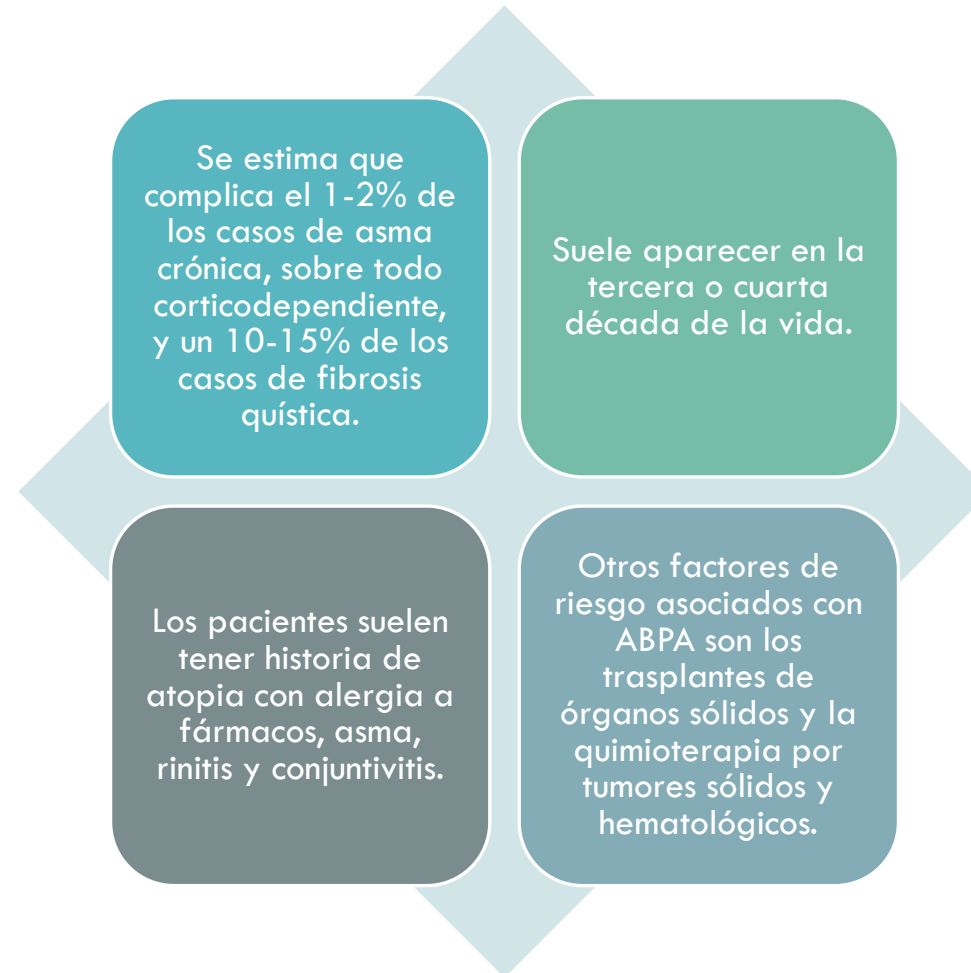 Se estima que
complica el 1-2% de
los casos de asma
crónica, sobre todo
corticodependiente,
y un 10-15% de los
casos de fibrosis
quística.
Suele aparecer en la
tercera o cuarta
década de la vida.
Los pacientes suelen
tener historia de
atopia con alergia a
fármacos, asma,
rinitis y conjuntivitis.
Otros factores de
riesgo asociados con
ABPA son los
trasplantes de
órganos sólidos y la
quimioterapia por
tumores sólidos y
hematológicos.